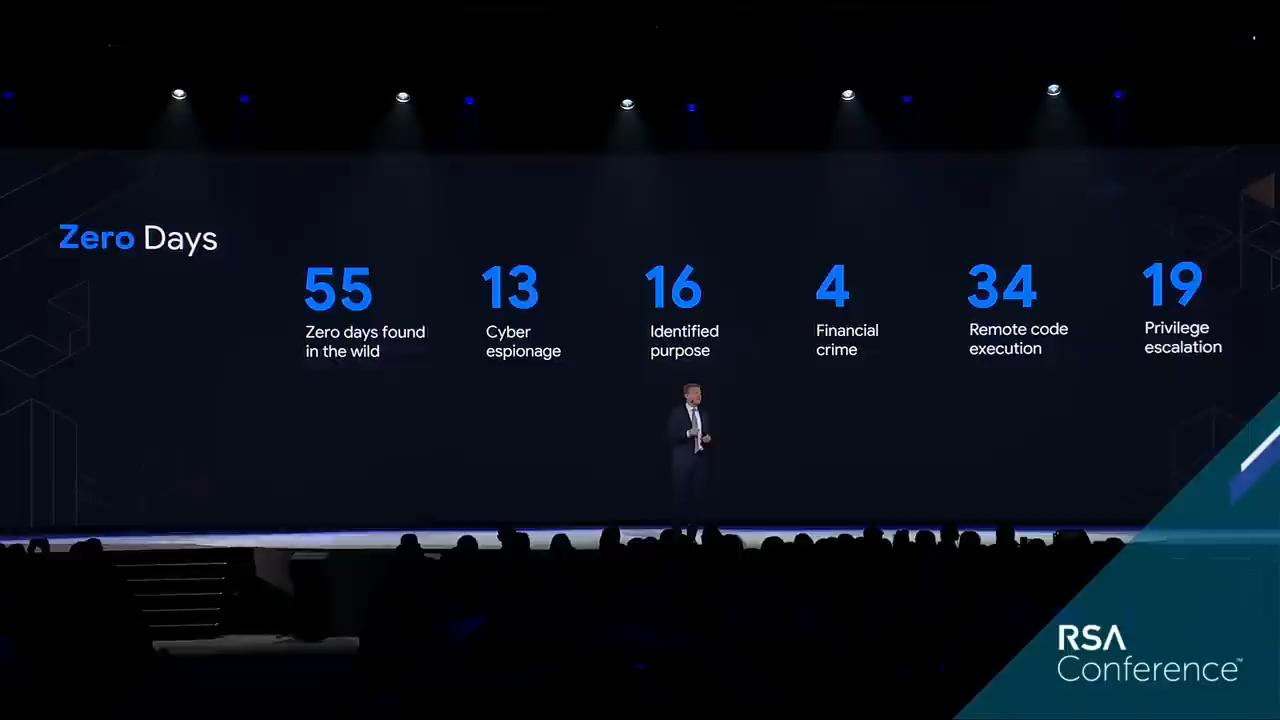 Zero Days
55
Zero days found
in the wild
13
Cyber
espionage
16
Identified
purpose
4
Financial
crime
34
Remote code
execution
19
Privilege
escalation
RSA
Conference™